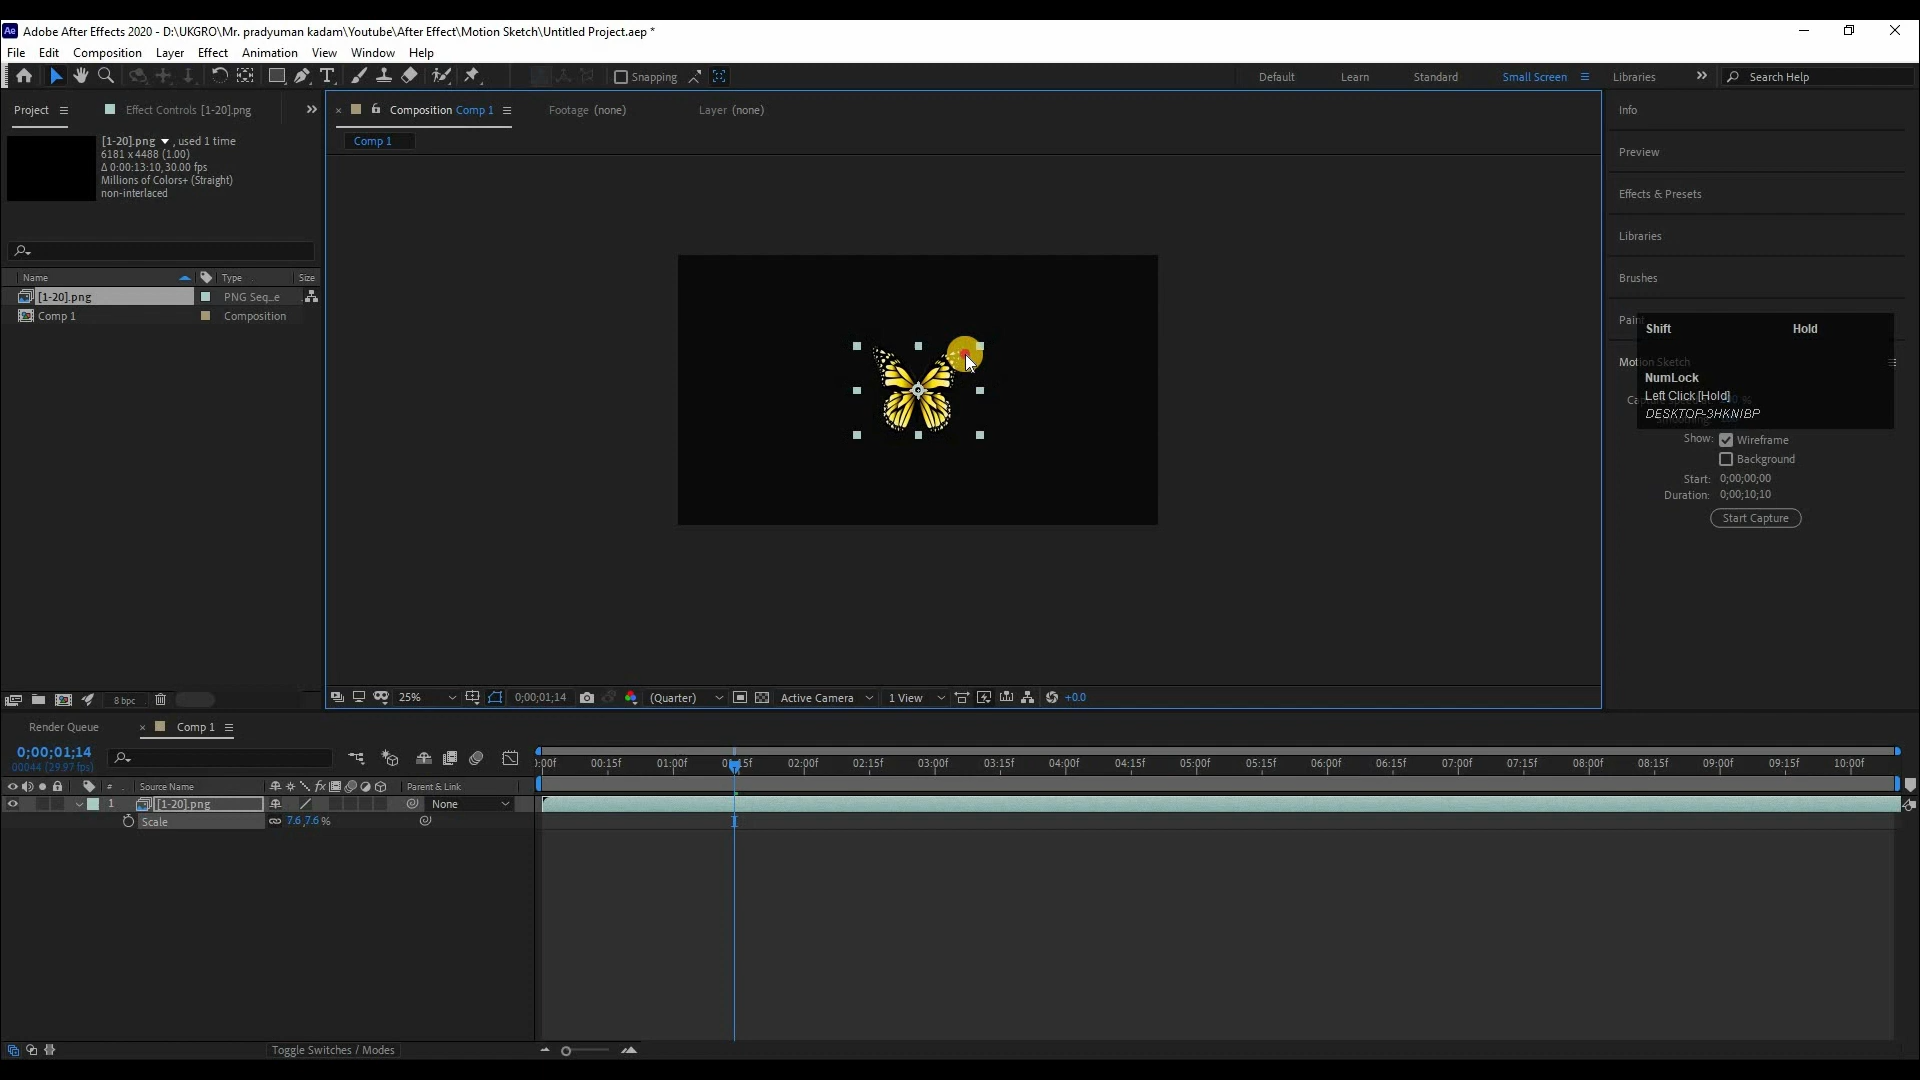 Ae Adobe After Effects 2020 - D:\UKGRO\Mr. pradyuman kadam\Youtube\After Effect\Motion Sketch\Untitled Project.aep *
File Edit Composition Layer Effect Animation View Window Help
Snapping Default Learn Standard Small Screen Libraries Search Help
Project Effect Controls [1-20].png
[1-20].png , used 1 time
6181 x 4488 (1.00)
Δ 0:00:13:10, 30.00 fps
Millions of Colors+ (Straight)
non-interlaced
Name Type Size
[1-20].png PNG Seq...e
Comp 1 Composition
8 bpc
Composition Comp 1 Footage (none) Layer (none)
Comp 1
25% 0;00;01;14 (Quarter) Active Camera 1 View +0.0
Info
Preview
Effects & Presets
Libraries
Brushes
Paint
Motion Sketch
Shift Hold
NumLock
Left Click [Hold]
DESKTOP-3HKNIBP
Show: Wireframe
Background
Start: 0;00;00;00
Duration: 0;00;10;10
Start Capture
Render Queue Comp 1
0;00;01;14
00044 (29.97 fps)
:00f 00:15f 01:00f 01:15f 02:00f 02:15f 03:00f 03:15f 04:00f 04:15f 05:00f 05:15f 06:00f 06:15f 07:00f 07:15f 08:00f 08:15f 09:00f 09:15f 10:00f
# Source Name fx Parent & Link
1 [1-20].png None
Scale 7.6,7.6 %
Toggle Switches / Modes